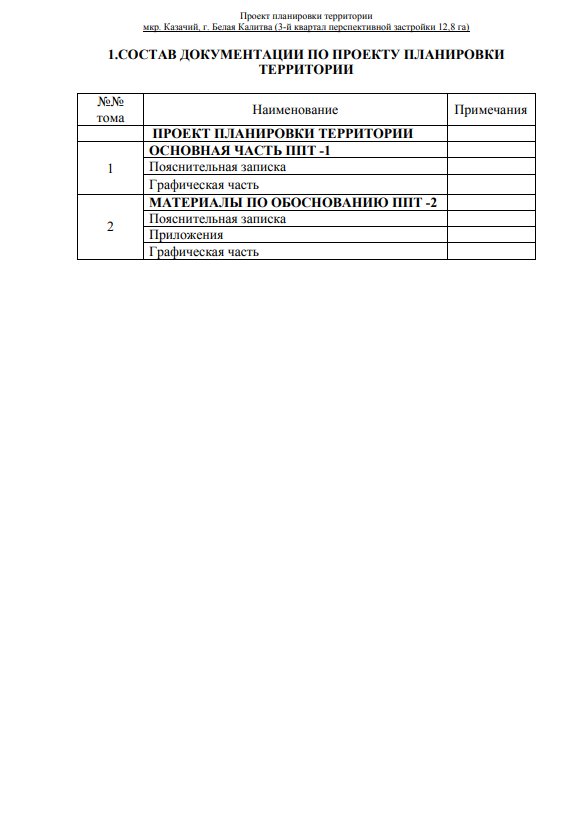 Проект планировки территории
мкр. Казачий, г. Белая Калитва (3-й квартал перспективной застройки 12,8 га)
1.СОСТАВ ДОКУМЕНТАЦИИ ПО ПРОЕКТУ ПЛАНИРОВКИ
ТЕРРИТОРИИ
№№
тома
Наименование
Примечания
ПРОЕКТ ПЛАНИРОВКИ ТЕРРИТОРИИ
1
ОСНОВНАЯ ЧАСТЬ ППТ -1
Пояснительная записка
Графическая часть
2
МАТЕРИАЛЫ ПО ОБОСНОВАНИЮ ППТ -2
Пояснительная записка
Приложения
Графическая часть